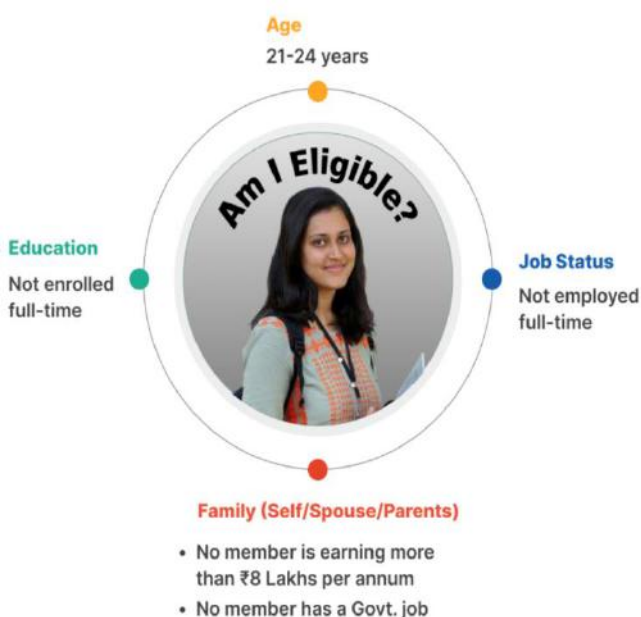 Age
21-24 years
Am I Eligible?
Education
Not enrolled
full-time
Job Status
Not employed
full-time
Family (Self/Spouse/Parents)
• No member is earning more
than ₹8 Lakhs per annum
• No member has a Govt. job